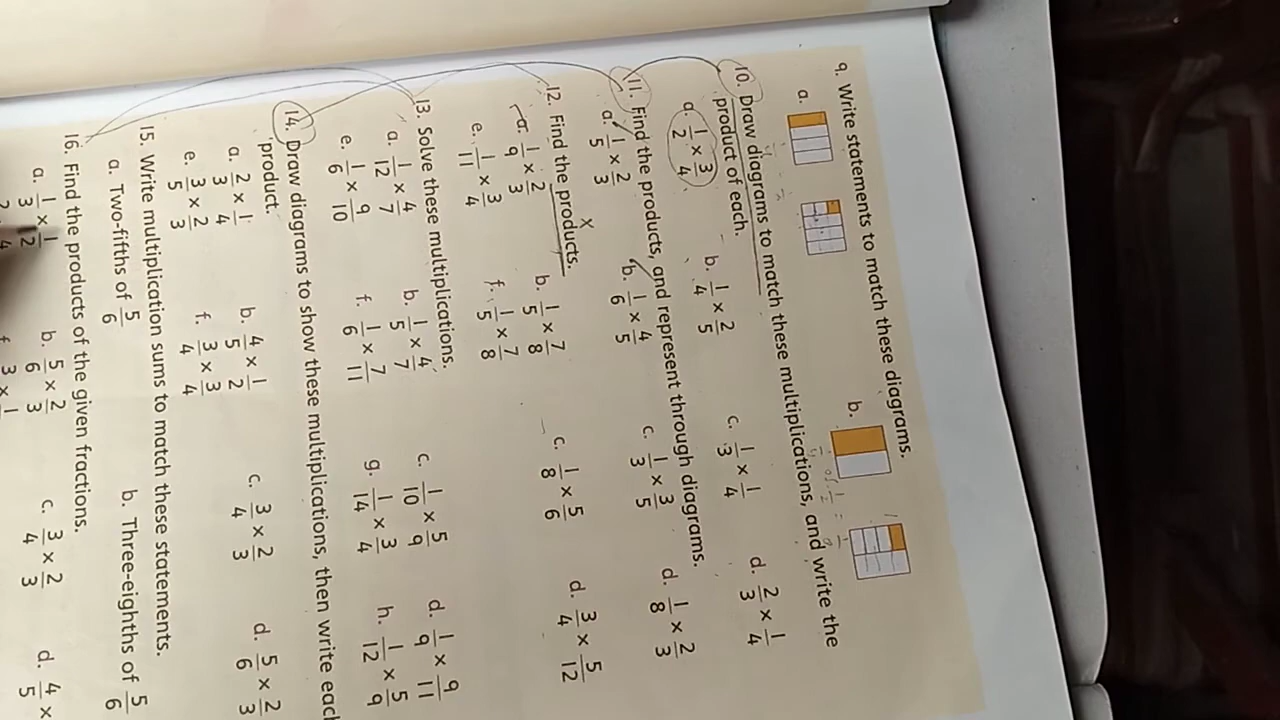 9. Write statements to match these diagrams.
a. b.
10. Draw diagrams to match these multiplications, and write the
product of each.
a. 1/2 × 3/4 b. 1/4 × 2/5 c. 1/3 × 1/4 d. 2/3 × 1/4
11. Find the products, and represent through diagrams.
a. 1/5 × 2/3 b. 1/6 × 4/5 c. 1/3 × 3/5 d. 1/8 × 2/3
12. Find the products.
a. 1/9 × 2/3 b. 1/5 × 7/8 c. 1/8 × 5/6 d. 3/4 × 5/12
e. 1/11 × 3/4 f. 1/5 × 7/8
13. Solve these multiplications.
a. 1/12 × 4/7 b. 1/5 × 4/7 c. 1/10 × 5/9 d. 1/9 × 9/11
e. 1/6 × 9/10 f. 1/6 × 7/11 g. 1/14 × 3/4 h. 1/12 × 5/9
14. Draw diagrams to show these multiplications, then write each
product.
a. 2/3 × 1/4 b. 4/5 × 1/2 c. 3/4 × 2/3 d. 5/6 × 2/3
e. 3/5 × 2/3 f. 3/4 × 3/4
15. Write multiplication sums to match these statements.
a. Two-fifths of 5/6 b. Three-eighths of 5/6
16. Find the products of the given fractions.
a. 1/3 × 1/2 b. 5/6 × 2/3 c. 3/4 × 2/3 d. 4/5 ×